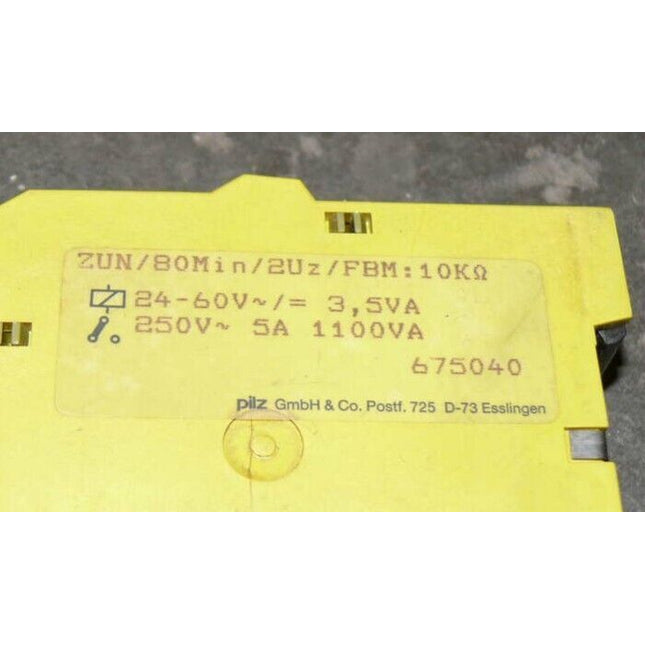 ZUN/80Min/2Uz/FBM:10KΩ
24-60V~/= 3,5VA
250V~ 5A 1100VA
675040
pilz GmbH & Co. Postf. 725 D-73 Esslingen